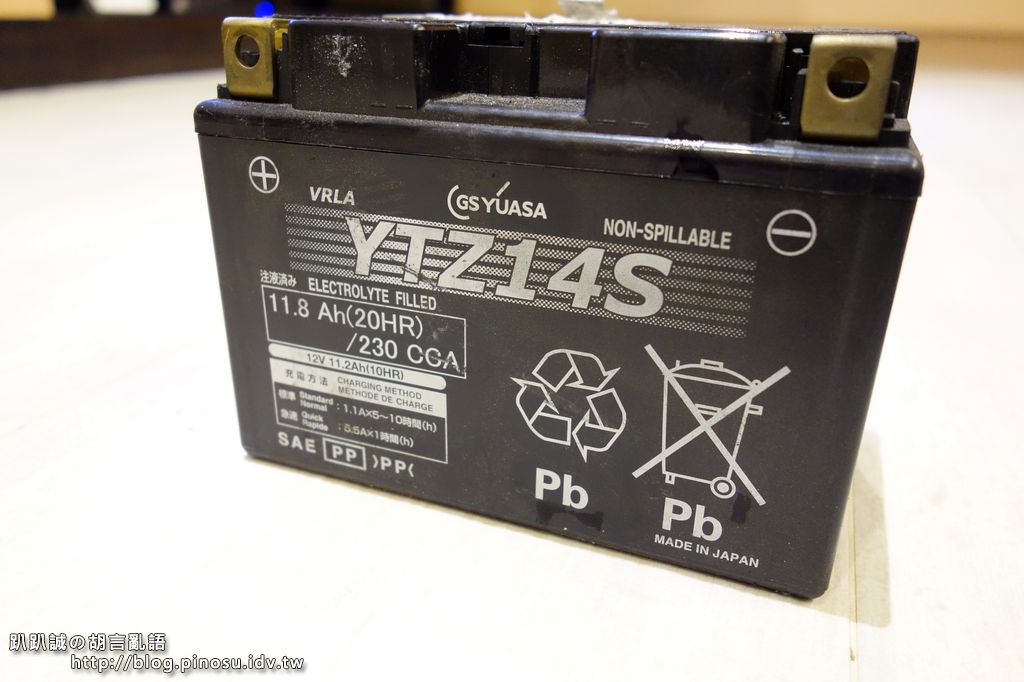 VRLA
GS YUASA
NON-SPILLABLE
YTZ14S
注液済み ELECTROLYTE FILLED
11.8 Ah(20HR)
/230 CCA
12V 11.2Ah(10HR)
充電方法 CHARGING METHOD
METHODE DE CHARGE
標準 Standard Normal : 1.1A×5～10時間(h)
急速 Quick Rapide : 5.5A×1時間(h)
SAE PP >PP<
Pb
Pb
MADE IN JAPAN
趴趴誠の胡言亂語
http://blog.pinosu.idv.tw